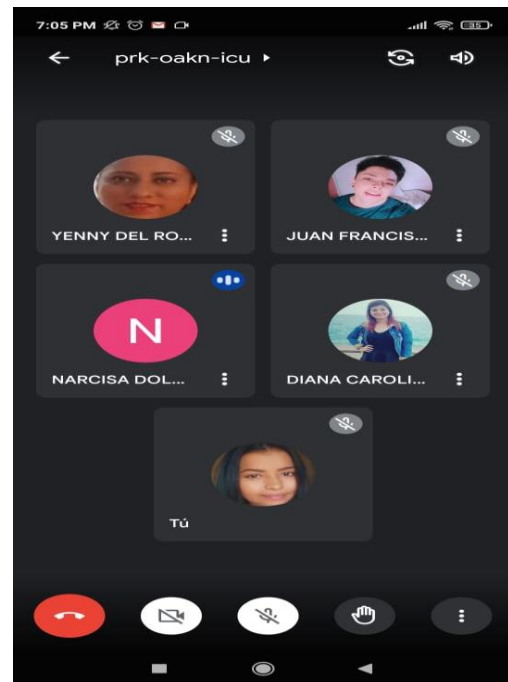 7:05 PM 35
prk-oakn-icu
YENNY DEL RO...
JUAN FRANCIS...
N
NARCISA DOL...
DIANA CAROLI...
Tú